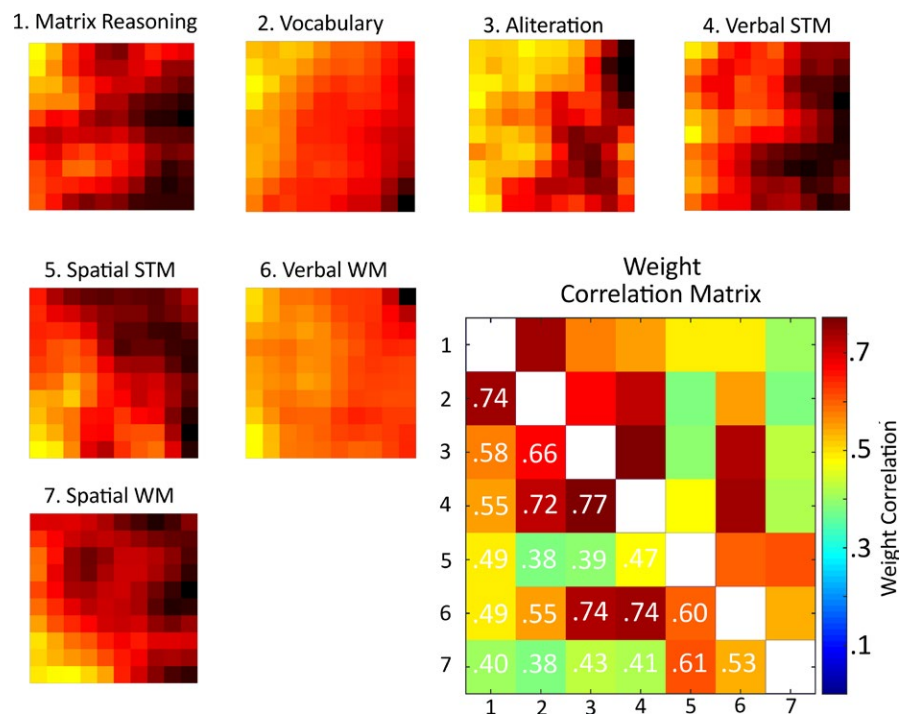 1. Matrix Reasoning
2. Vocabulary
3. Aliteration
4. Verbal STM
5. Spatial STM
6. Verbal WM
7. Spatial WM
Weight
Correlation Matrix
1
2
.74
3
.58 .66
4
.55 .72 .77
5
.49 .38 .39 .47
6
.49 .55 .74 .74 .60
7
.40 .38 .43 .41 .61 .53
1 2 3 4 5 6 7
.7
.5
.3
.1
Weight Correlation